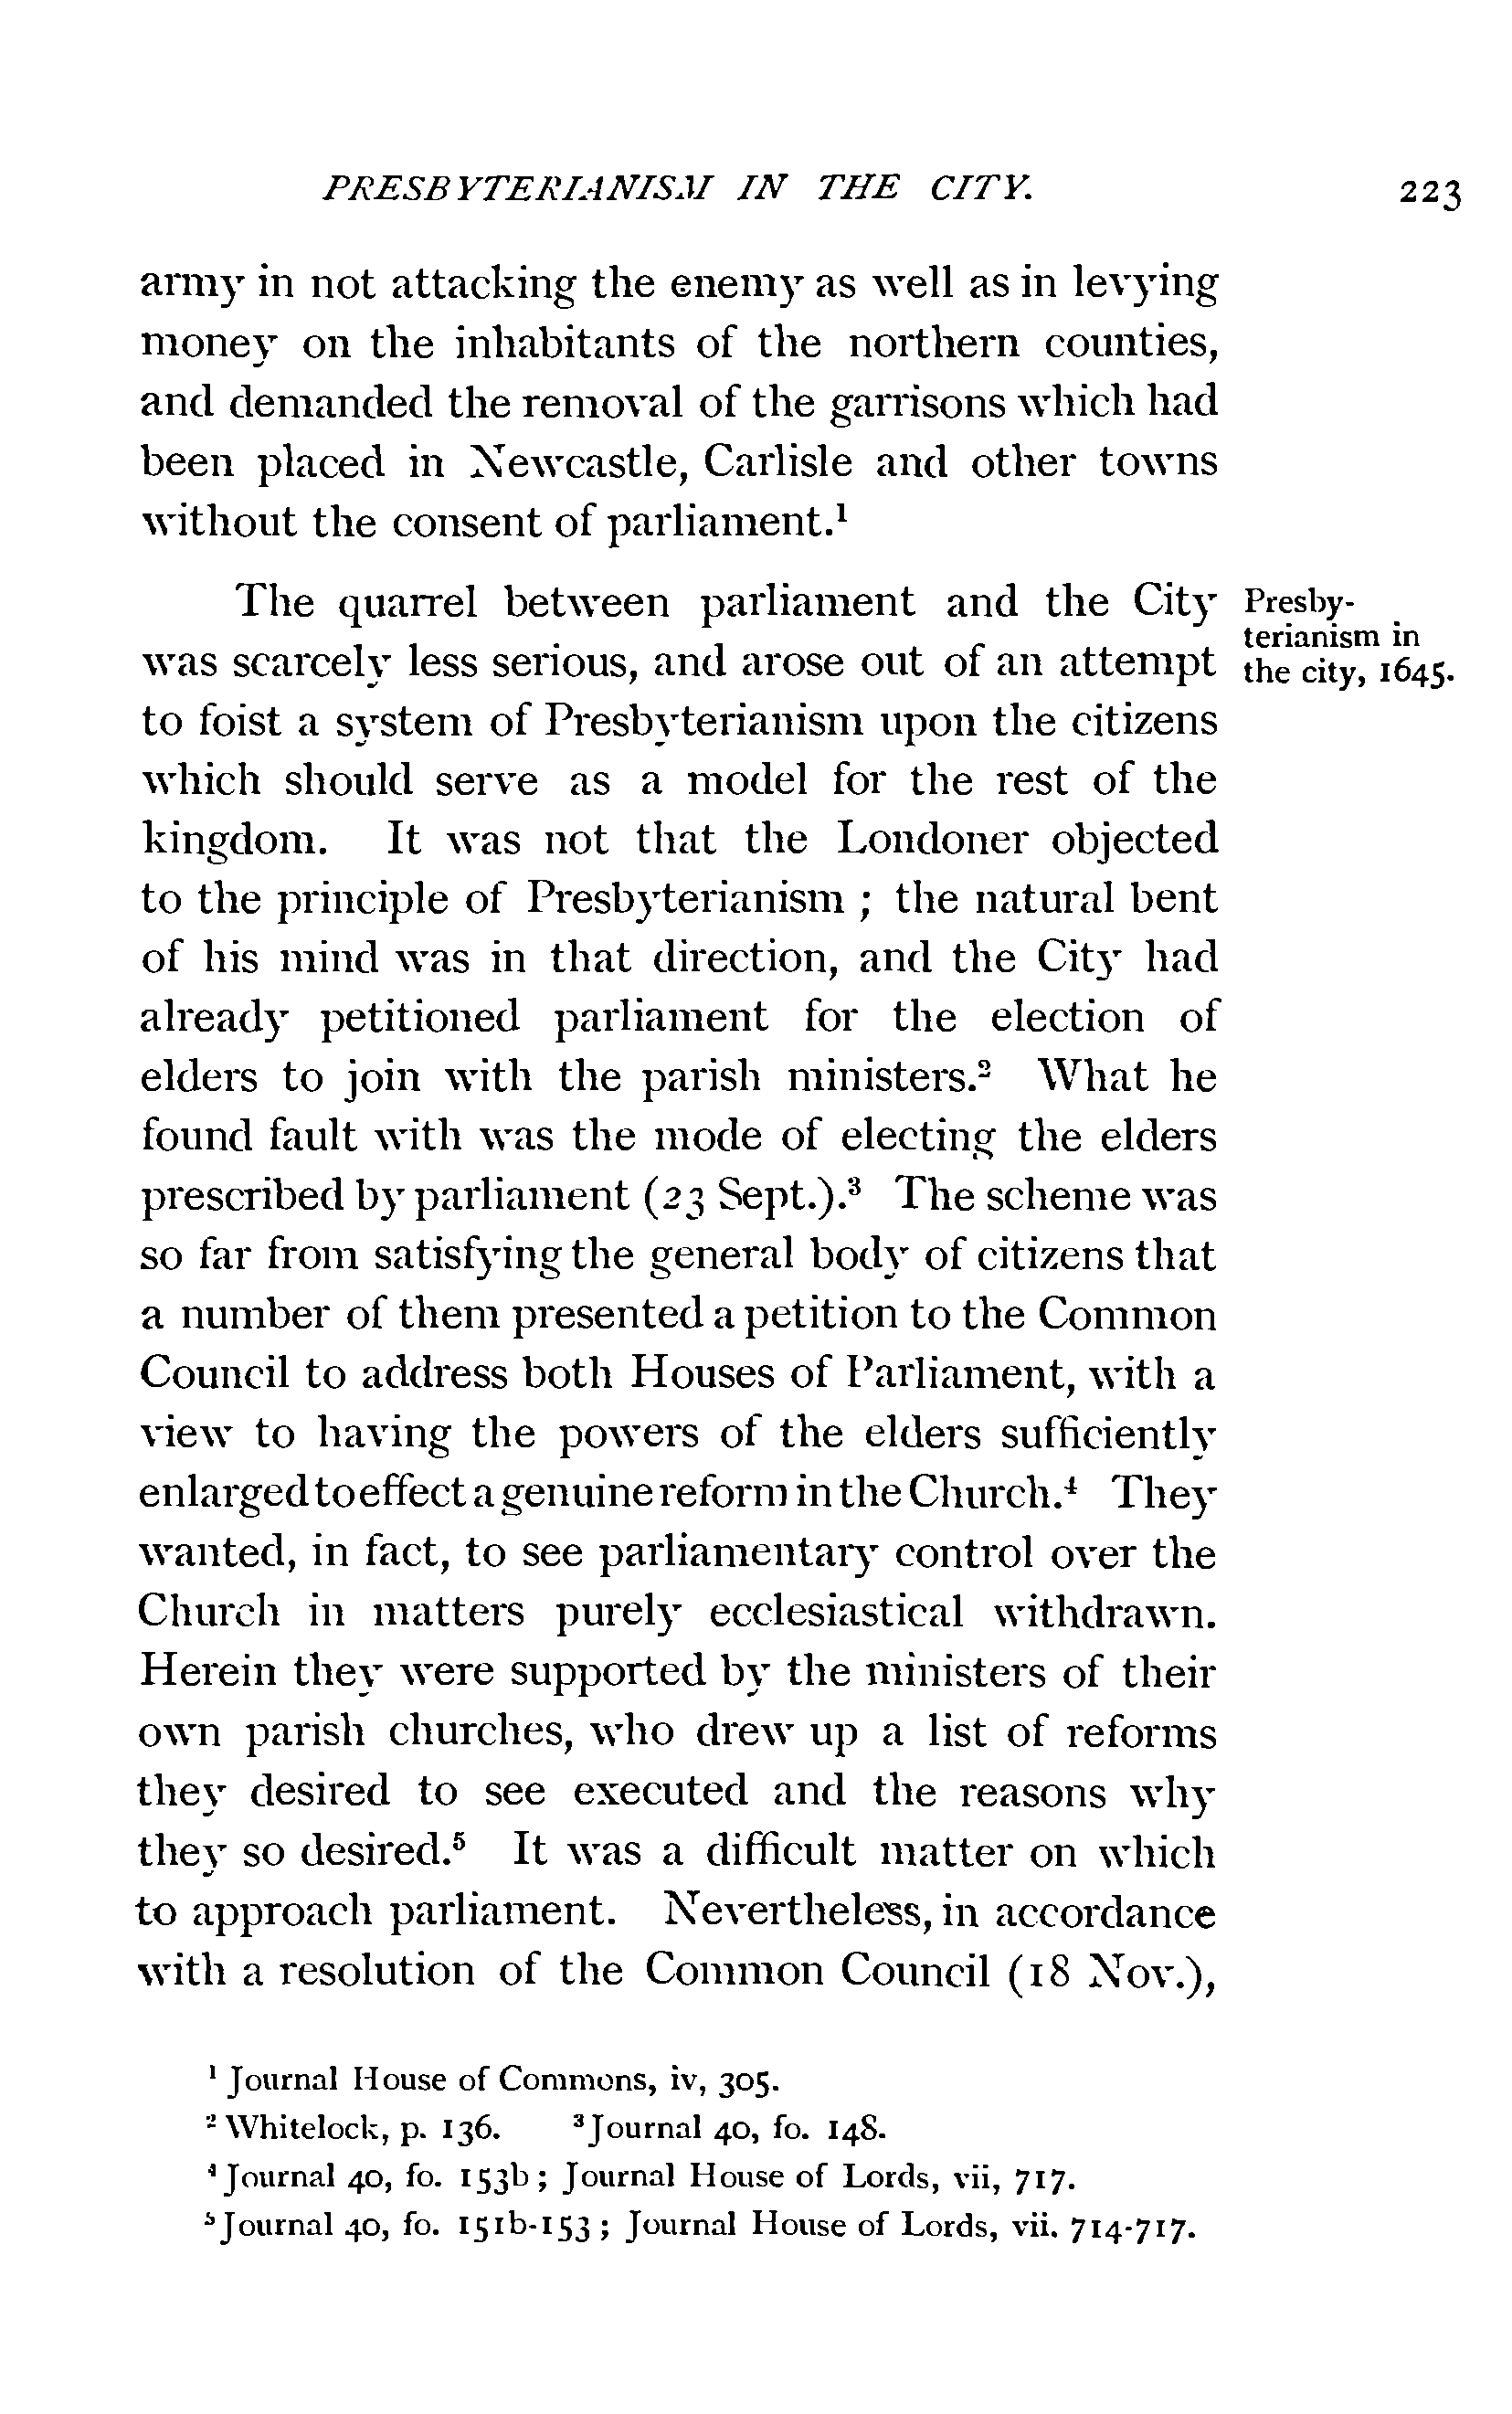 PRESBYTERIANISM IN THE CITY. 223
army in not attacking the enemy as well as in levying
money on the inhabitants of the northern counties,
and demanded the removal of the garrisons which had
been placed in Newcastle, Carlisle and other towns
without the consent of parliament.¹
The quarrel between parliament and the City
was scarcely less serious, and arose out of an attempt
to foist a system of Presbyterianism upon the citizens
which should serve as a model for the rest of the
kingdom. It was not that the Londoner objected
to the principle of Presbyterianism ; the natural bent
of his mind was in that direction, and the City had
already petitioned parliament for the election of
elders to join with the parish ministers.² What he
found fault with was the mode of electing the elders
prescribed by parliament (23 Sept.).³ The scheme was
so far from satisfying the general body of citizens that
a number of them presented a petition to the Common
Council to address both Houses of Parliament, with a
view to having the powers of the elders sufficiently
enlarged to effect a genuine reform in the Church.⁴ They
wanted, in fact, to see parliamentary control over the
Church in matters purely ecclesiastical withdrawn.
Herein they were supported by the ministers of their
own parish churches, who drew up a list of reforms
they desired to see executed and the reasons why
they so desired.⁵ It was a difficult matter on which
to approach parliament. Nevertheless, in accordance
with a resolution of the Common Council (18 Nov.),
Presby-
terianism in
the city, 1645.
¹ Journal House of Commons, iv, 305.
² Whitelock, p. 136. ³ Journal 40, fo. 148.
⁴ Journal 40, fo. 153b ; Journal House of Lords, vii, 717.
⁵ Journal 40, fo. 151b-153 ; Journal House of Lords, vii. 714-717.